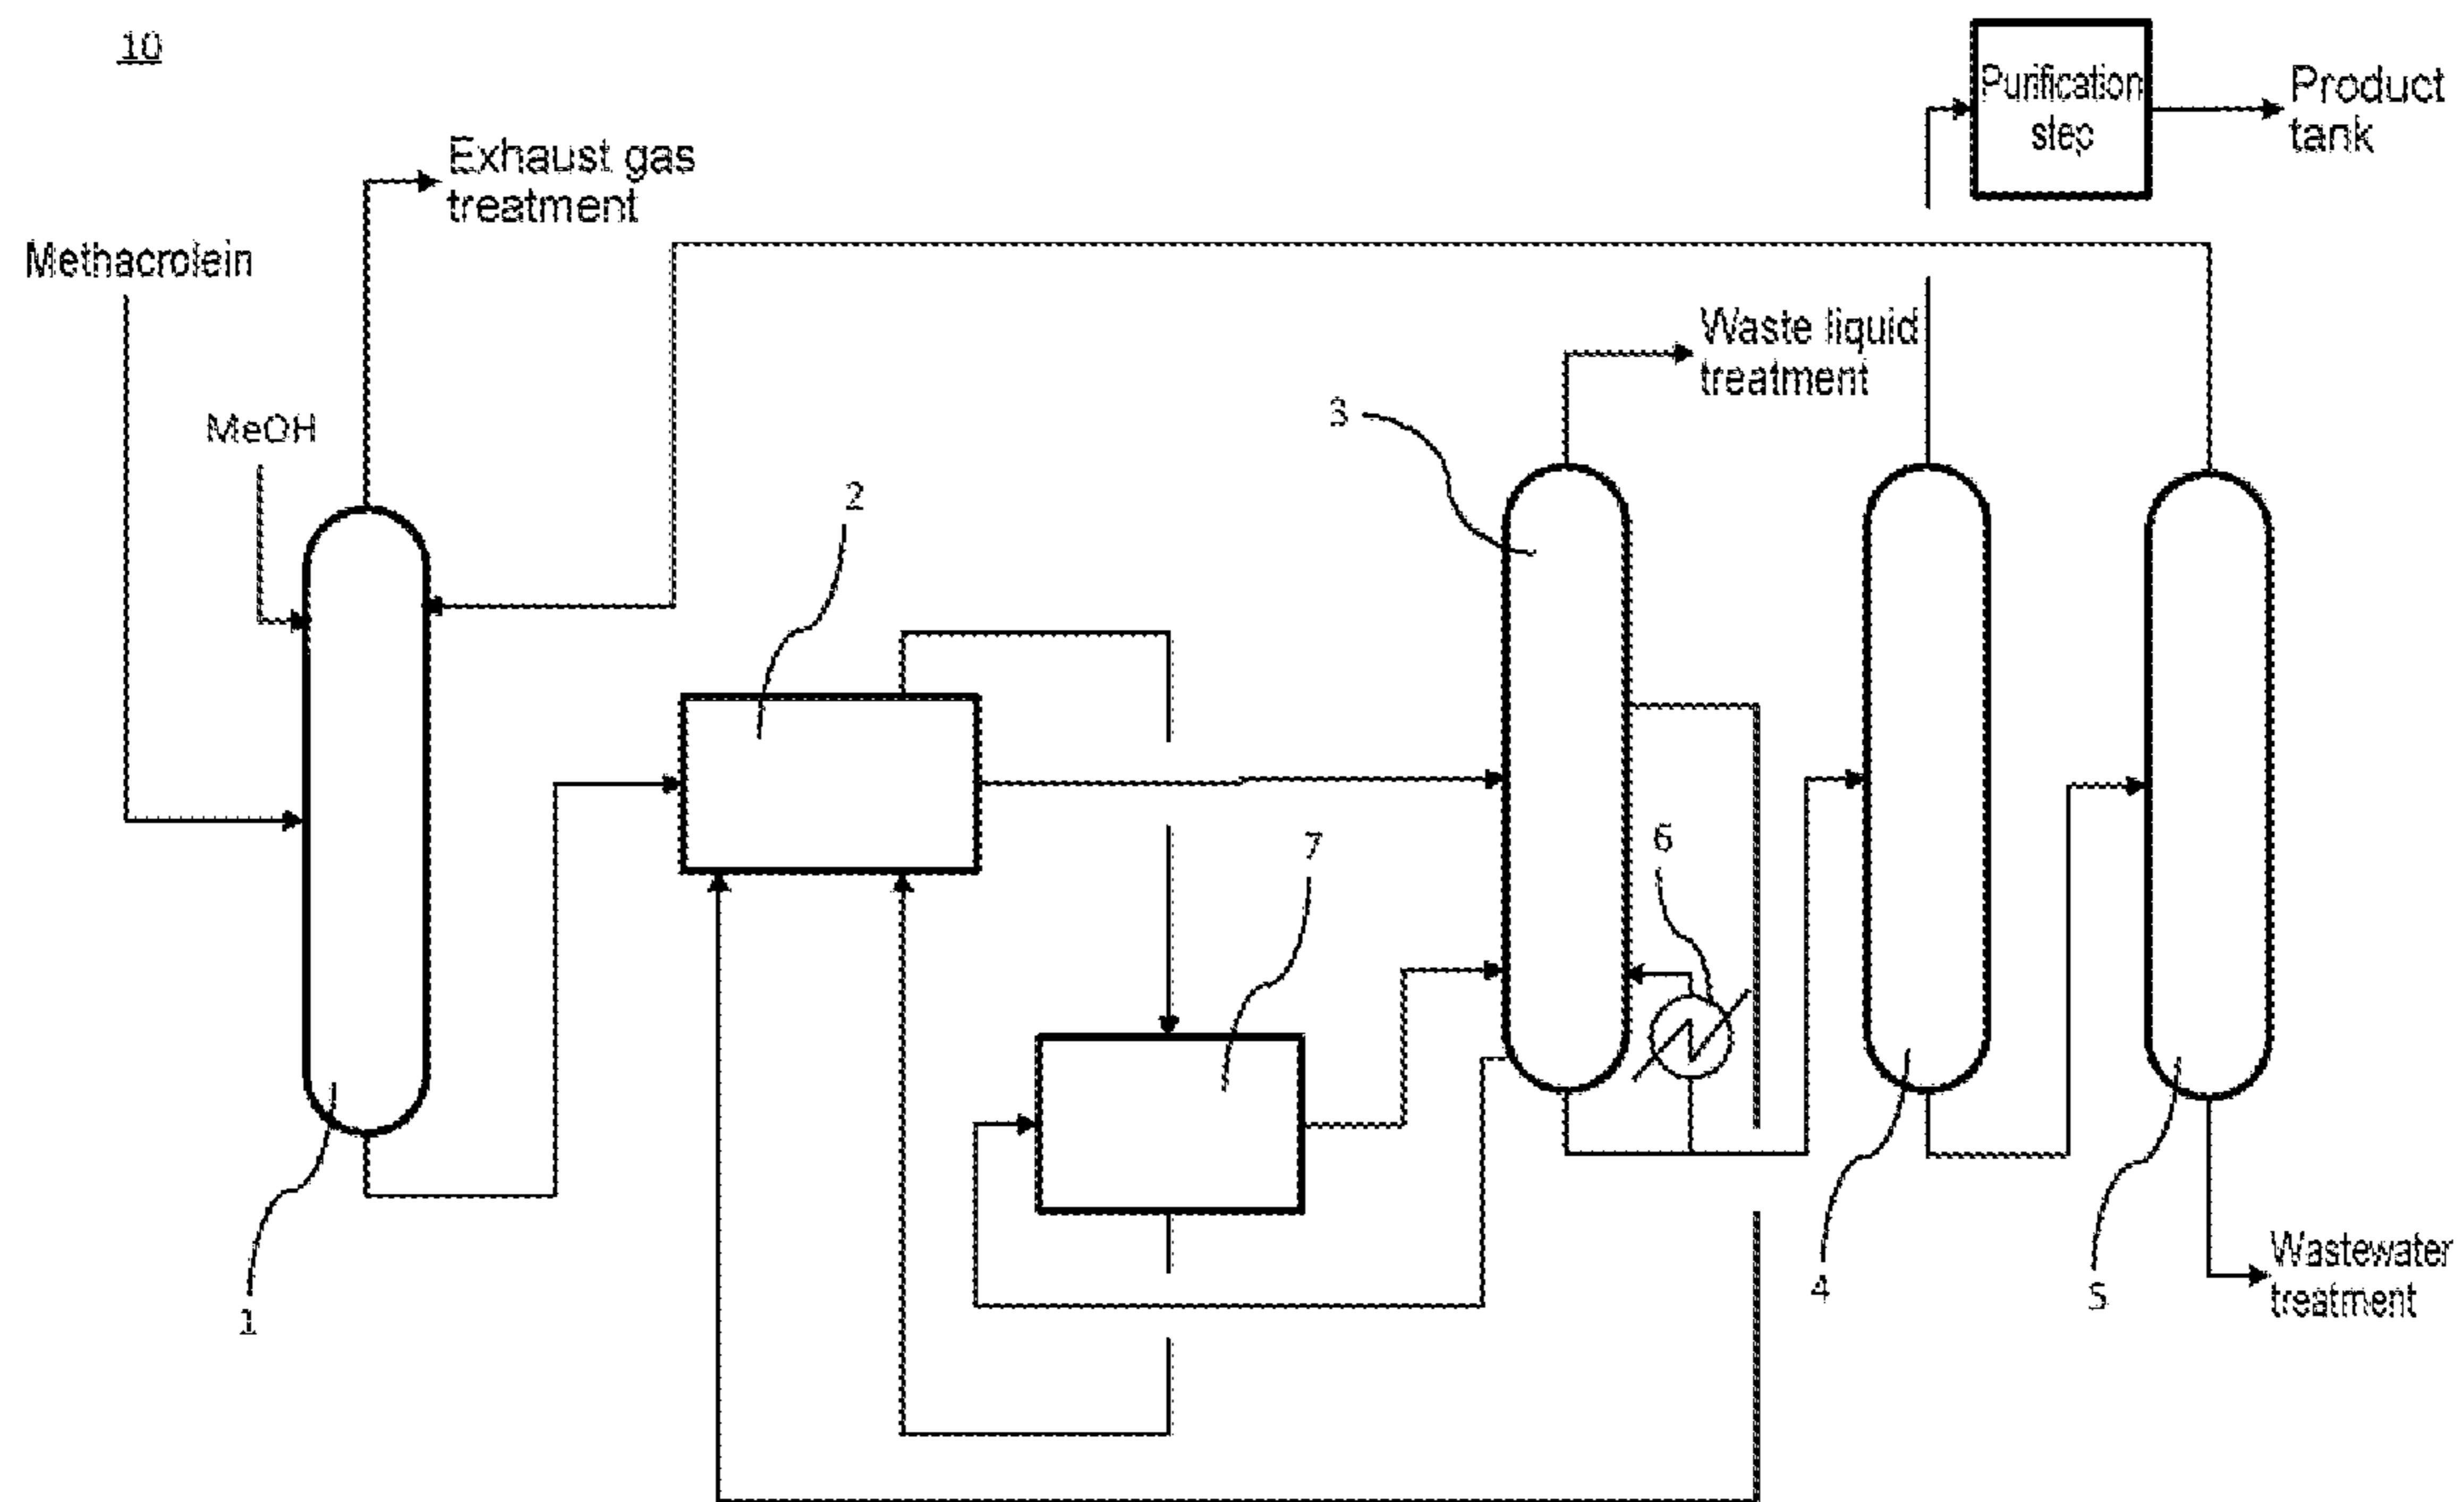 10
Purification
step
Product
tank
Exhaust gas
treatment
Methacrolein
Waste liquid
treatment
3
MeOH
2
7
6
1
4
5
Wastewater
treatment